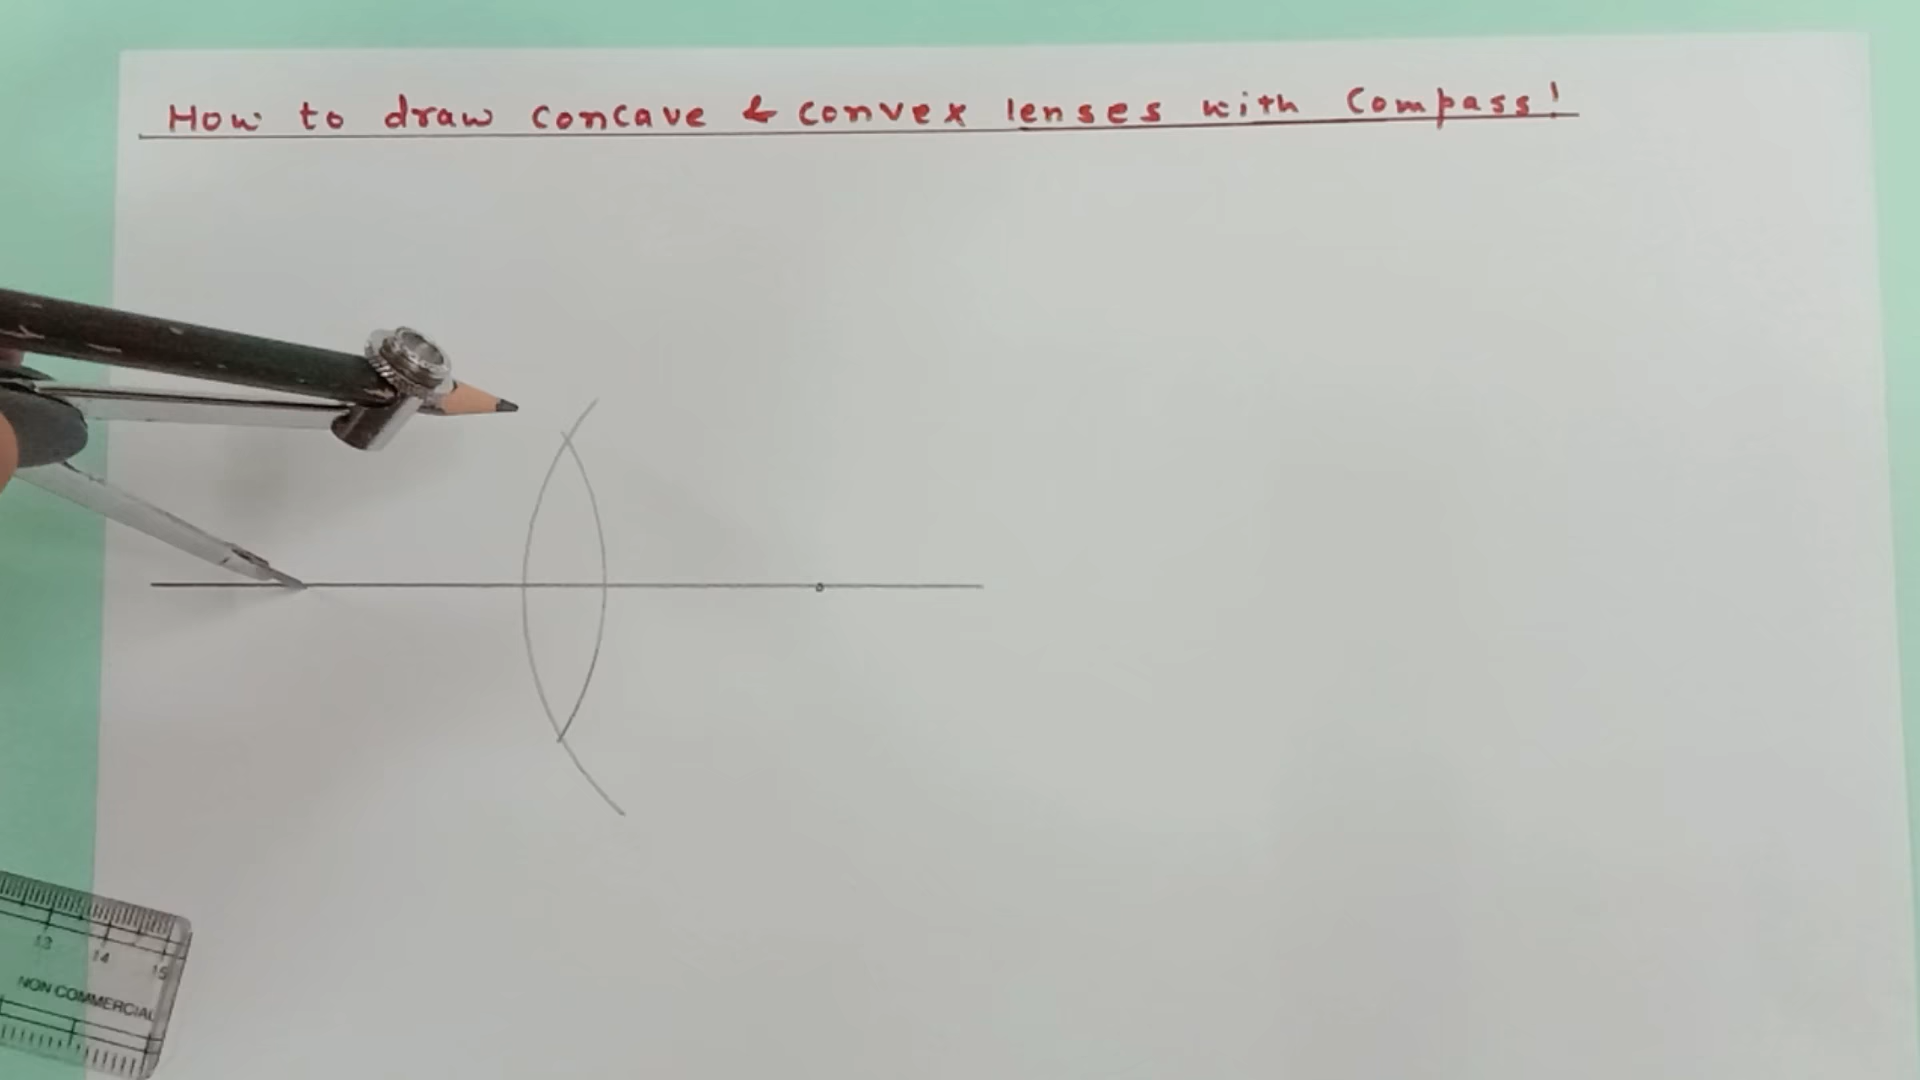 How to draw concave & convex lenses with Compass!
13 14 15
NON COMMERCIAL